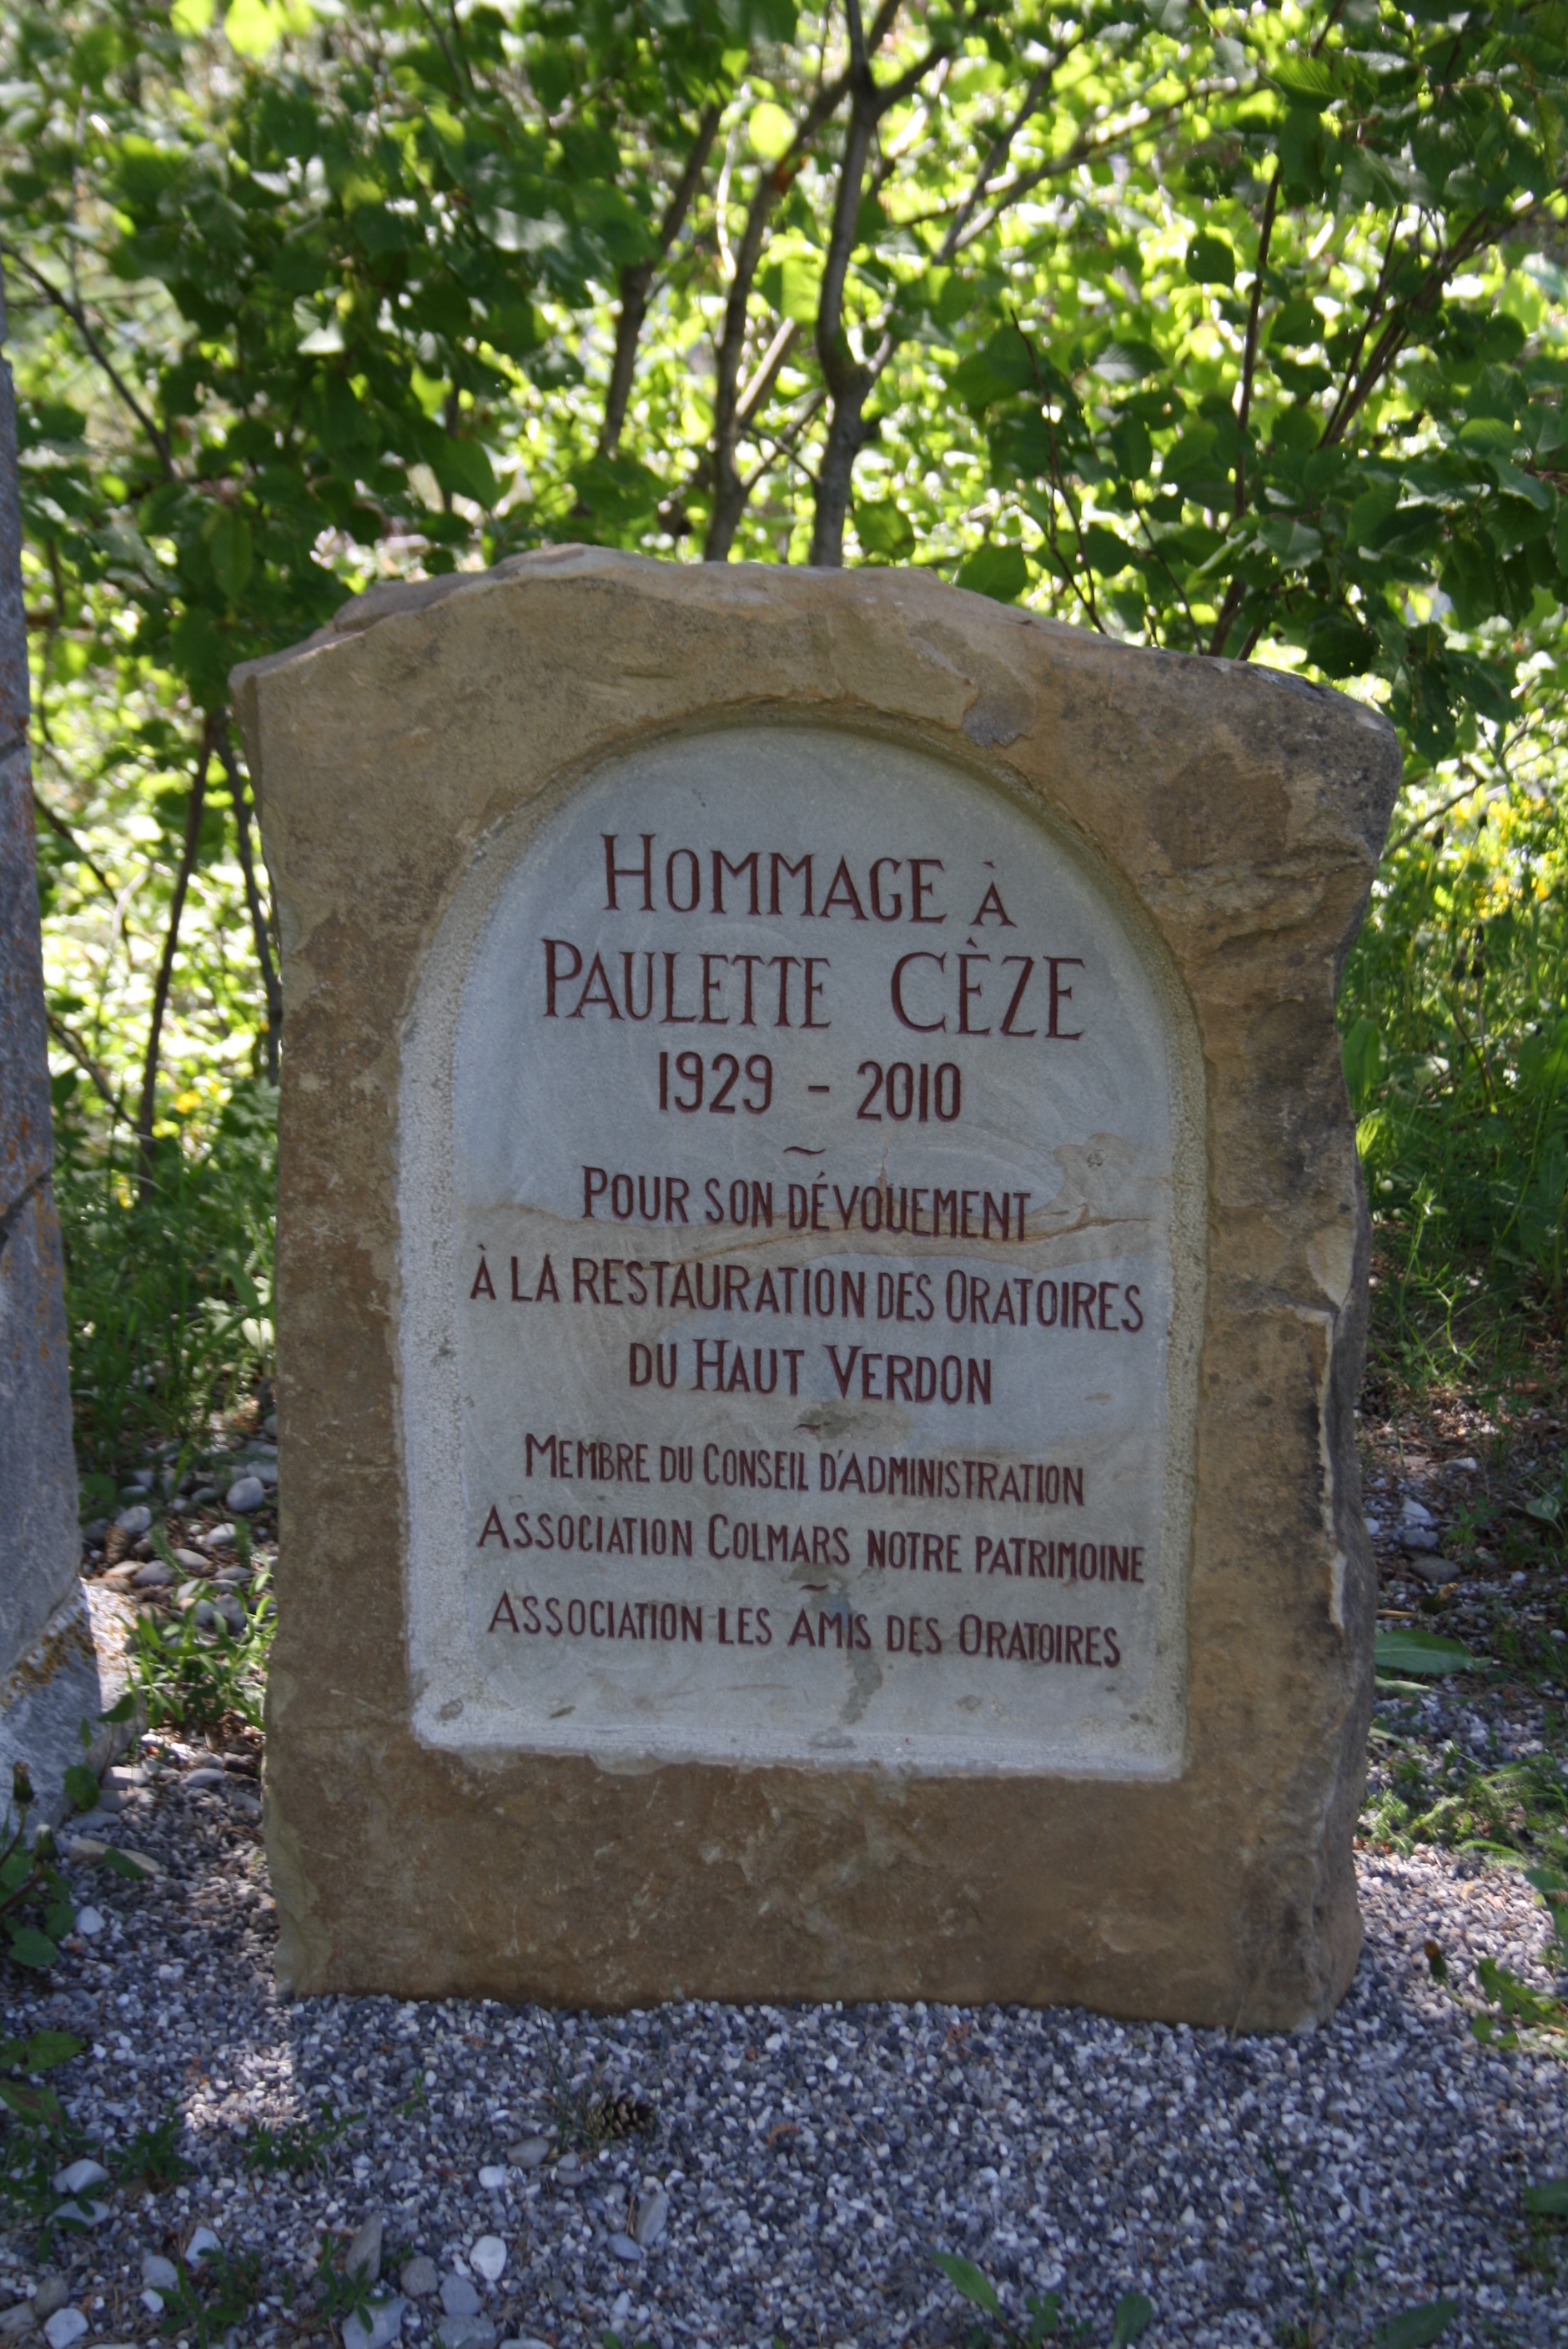 HOMMAGE À
PAULETTE CÈZE
1929 - 2010
~
POUR SON DÉVOUEMENT
À LA RESTAURATION DES ORATOIRES
DU HAUT VERDON
~
MEMBRE DU CONSEIL D'ADMINISTRATION
ASSOCIATION COLMARS NOTRE PATRIMOINE
~
ASSOCIATION LES AMIS DES ORATOIRES